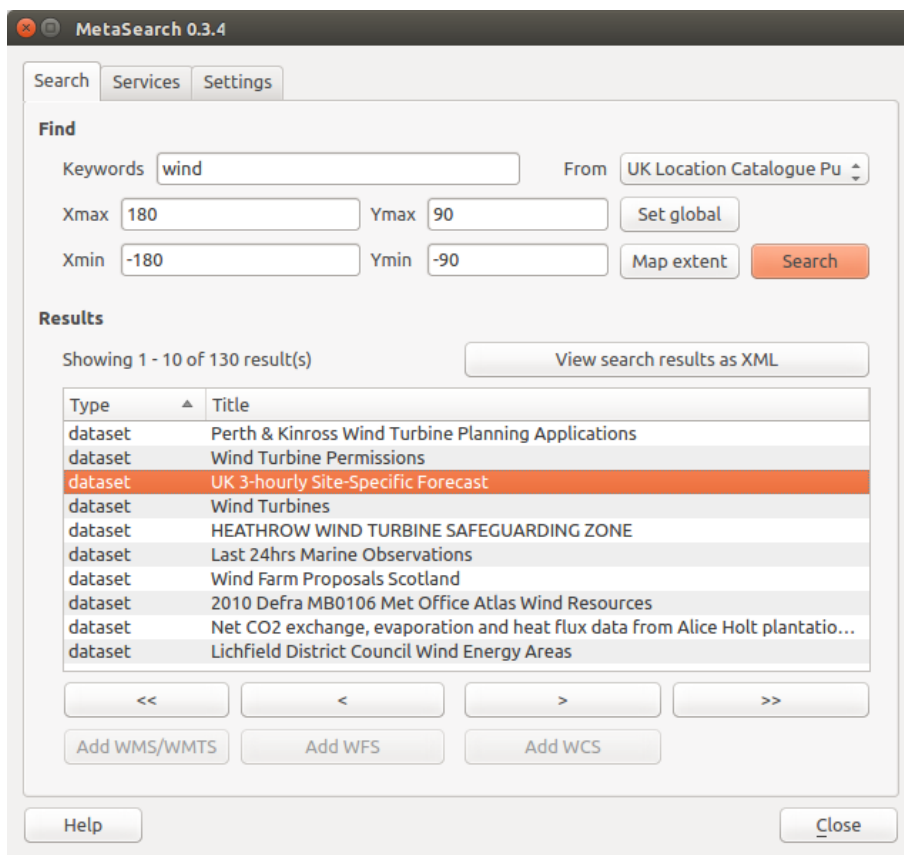 MetaSearch 0.3.4
Search Services Settings
Find
Keywords wind From UK Location Catalogue Pu
Xmax 180 Ymax 90 Set global
Xmin -180 Ymin -90 Map extent Search
Results
Showing 1 - 10 of 130 result(s) View search results as XML
Type Title
dataset Perth & Kinross Wind Turbine Planning Applications
dataset Wind Turbine Permissions
dataset UK 3-hourly Site-Specific Forecast
dataset Wind Turbines
dataset HEATHROW WIND TURBINE SAFEGUARDING ZONE
dataset Last 24hrs Marine Observations
dataset Wind Farm Proposals Scotland
dataset 2010 Defra MB0106 Met Office Atlas Wind Resources
dataset Net CO2 exchange, evaporation and heat flux data from Alice Holt plantatio...
dataset Lichfield District Council Wind Energy Areas
<< < > >>
Add WMS/WMTS Add WFS Add WCS
Help Close